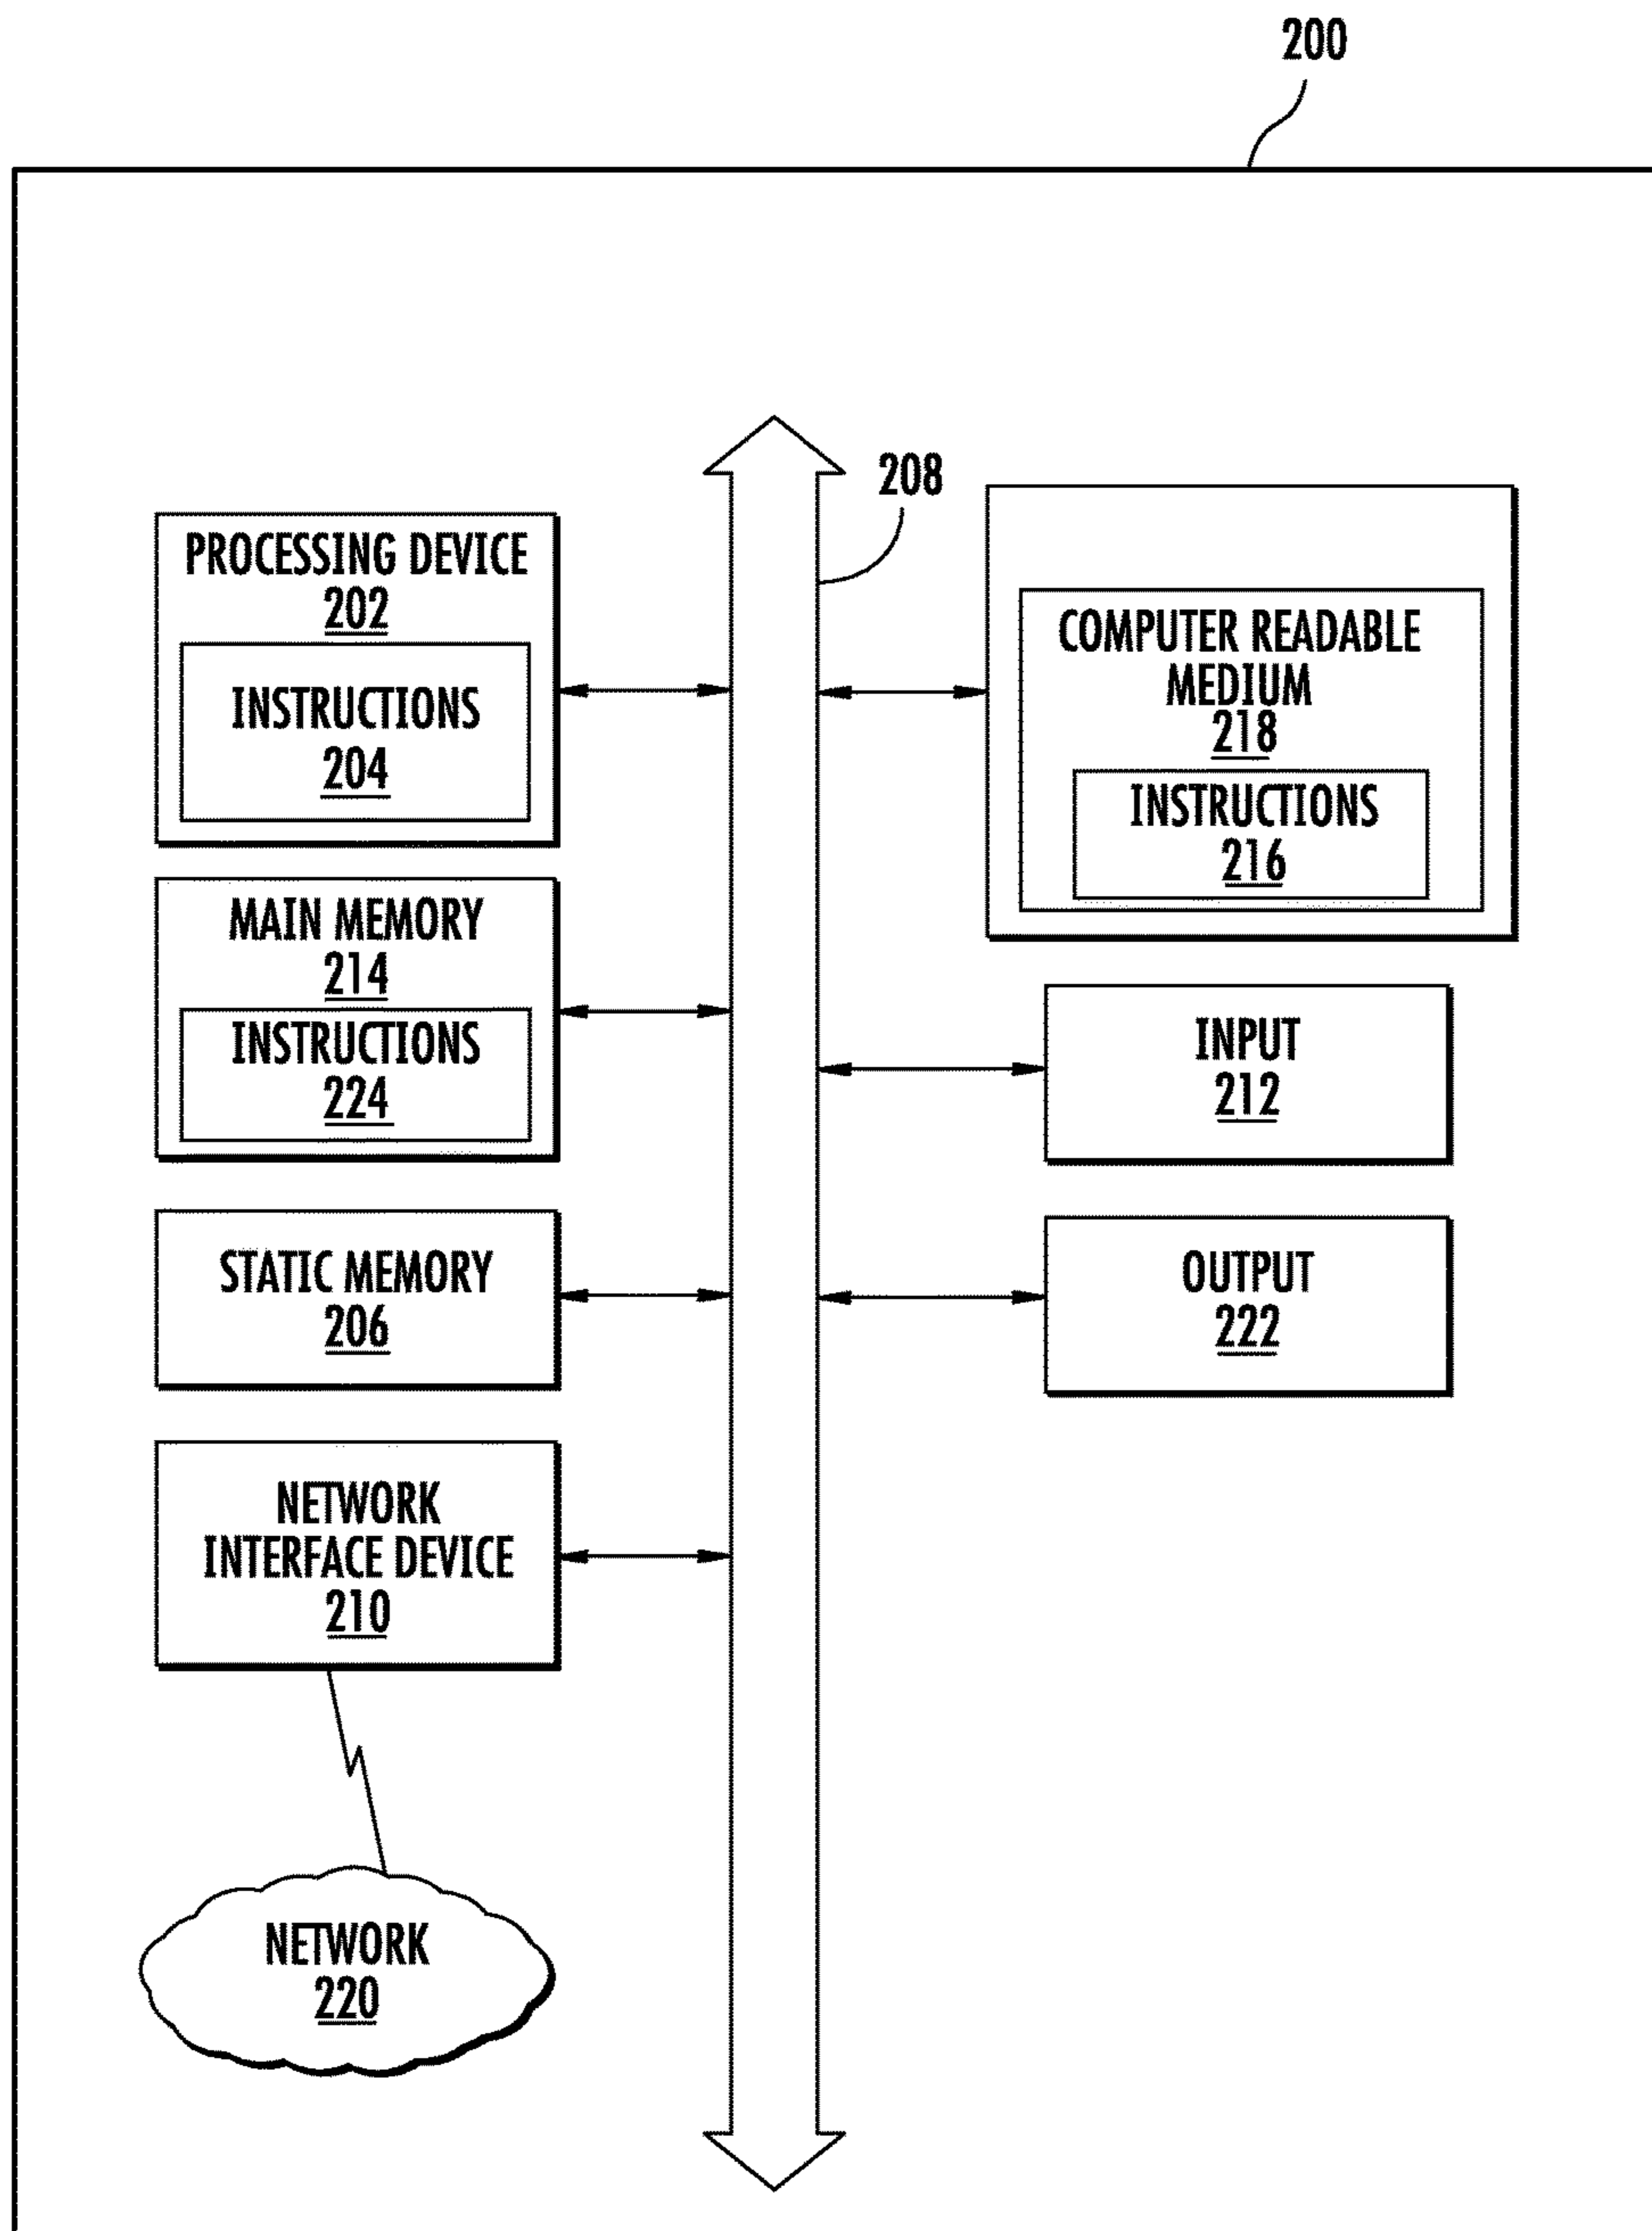 200
208
PROCESSING DEVICE
202
INSTRUCTIONS
204
MAIN MEMORY
214
INSTRUCTIONS
224
STATIC MEMORY
206
NETWORK
INTERFACE DEVICE
210
NETWORK
220
COMPUTER READABLE
MEDIUM
218
INSTRUCTIONS
216
INPUT
212
OUTPUT
222